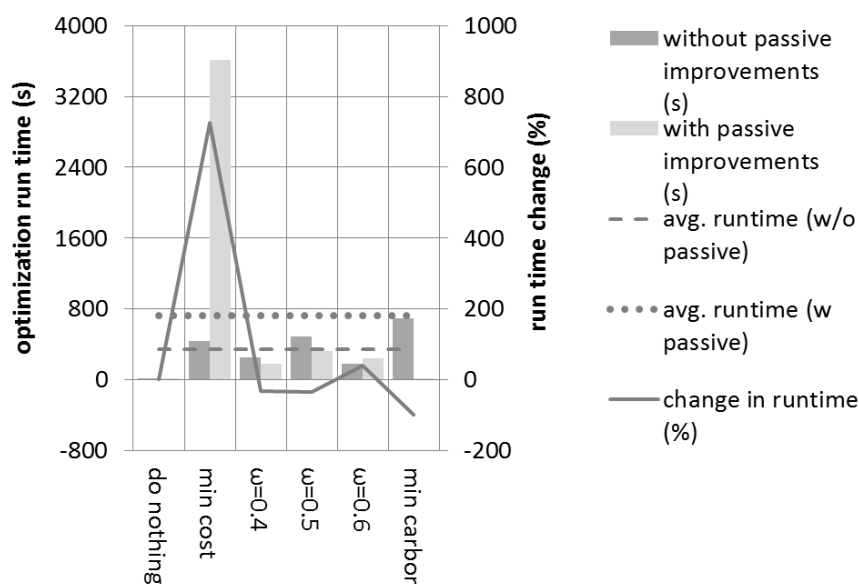 optimization run time (s)
4000
3200
2400
1600
800
0
-800
1000
800
600
400
200
0
-200
run time change (%)
do nothing
min cost
ω=0.4
ω=0.5
ω=0.6
min carbon
without passive
improvements
(s)
with passive
improvements
(s)
avg. runtime (w/o
passive)
avg. runtime (w
passive)
change in runtime
(%)